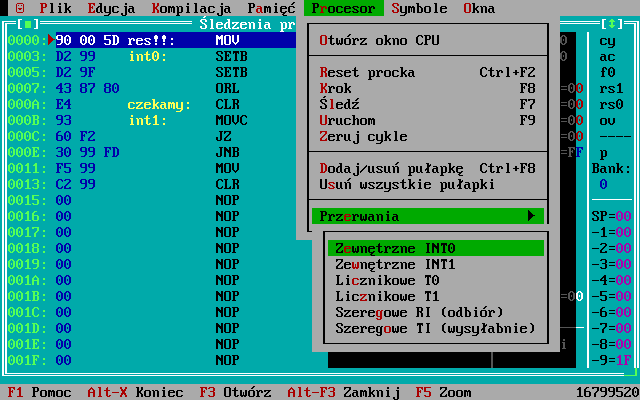 Plik Edycja Kompilacja Pamięć Procesor Symbole Okna
Śledzenia pr
0000: 90 00 5D res!!: MOV
0003: D2 99 int0: SETB
0005: D2 9F SETB
0007: 43 87 80 ORL
000A: E4 czekamy: CLR
000B: 93 int1: MOVC
000C: 60 F2 JZ
000E: 30 99 FD JNB
0011: F5 99 MOV
0013: C2 99 CLR
0015: 00 NOP
0016: 00 NOP
0017: 00 NOP
0018: 00 NOP
0019: 00 NOP
001A: 00 NOP
001B: 00 NOP
001C: 00 NOP
001D: 00 NOP
001E: 00 NOP
001F: 00 NOP
Otwórz okno CPU
Reset procka Ctrl+F2
Krok F8
Śledź F7
Uruchom F9
Zeruj cykle
Dodaj/usuń pułapkę Ctrl+F8
Usuń wszystkie pułapki
Przerwania
Zewnętrzne INT0
Zewnętrzne INT1
Licznikowe T0
Licznikowe T1
Szeregowe RI (odbiór)
Szeregowe TI (wysyłabnie)
cy
ac
f0
rs1
rs0
ov
----
p
Bank:
0
SP=00
-1=00
-2=00
-3=00
-4=00
-5=00
-6=00
-7=00
-8=00
-9=1F
F1 Pomoc Alt-X Koniec F3 Otwórz Alt-F3 Zamknij F5 Zoom 16799520